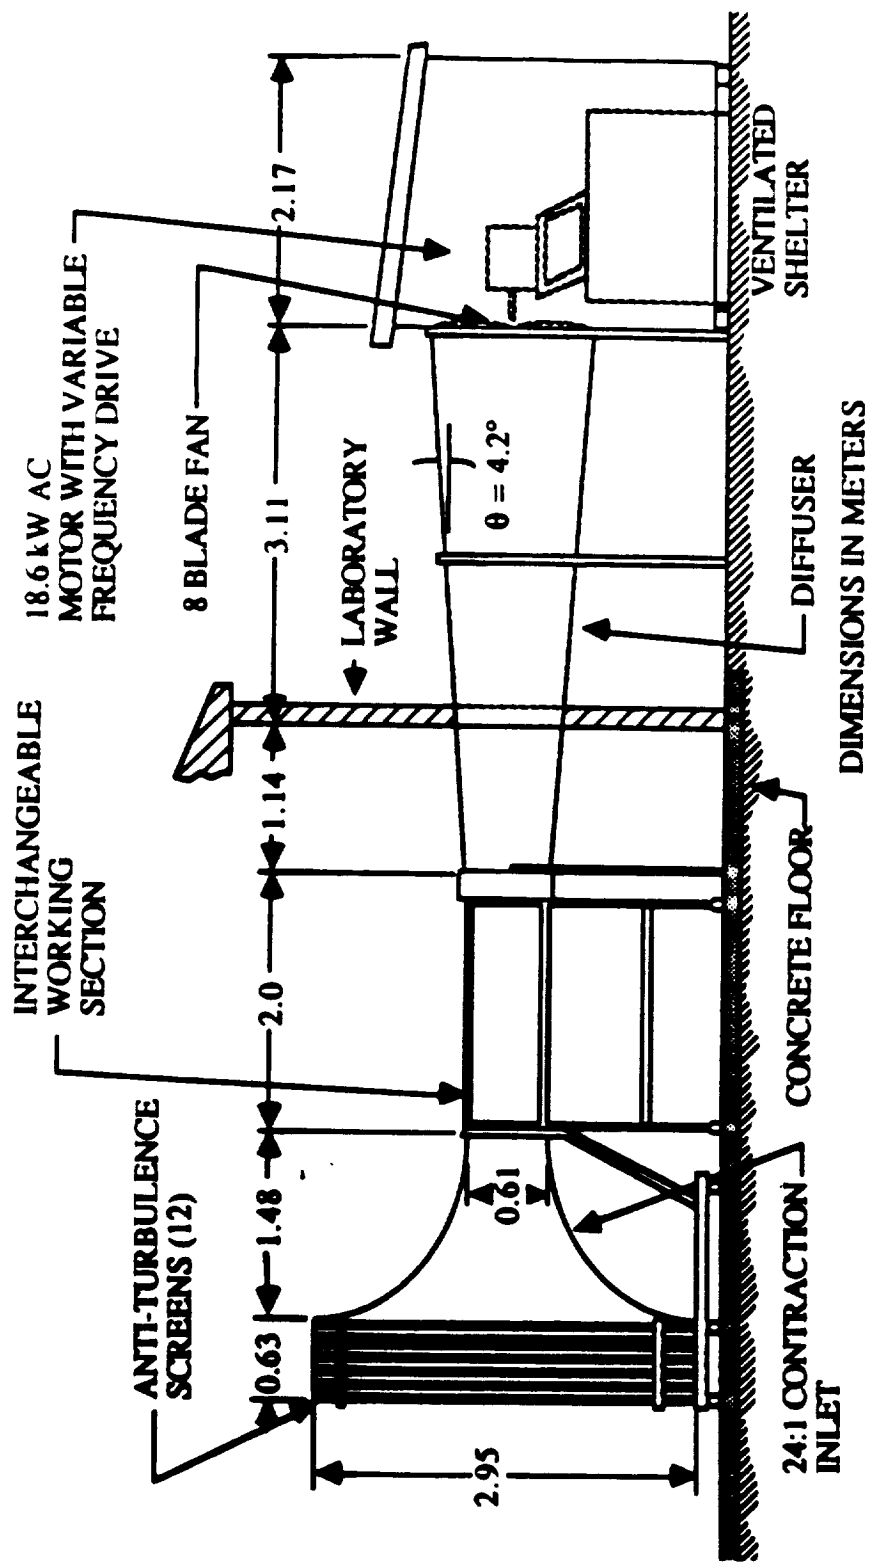 18.6 kW AC
MOTOR WITH VARIABLE
FREQUENCY DRIVE
8 BLADE FAN
INTERCHANGEABLE
WORKING
SECTION
ANTI-TURBULENCE
SCREENS (12)
LABORATORY
WALL
0.63
1.48
2.0
1.14
3.11
2.17
2.95
0.61
θ = 4.2°
VENTILATED
SHELTER
24:1 CONTRACTION
INLET
CONCRETE FLOOR
DIFFUSER
DIMENSIONS IN METERS